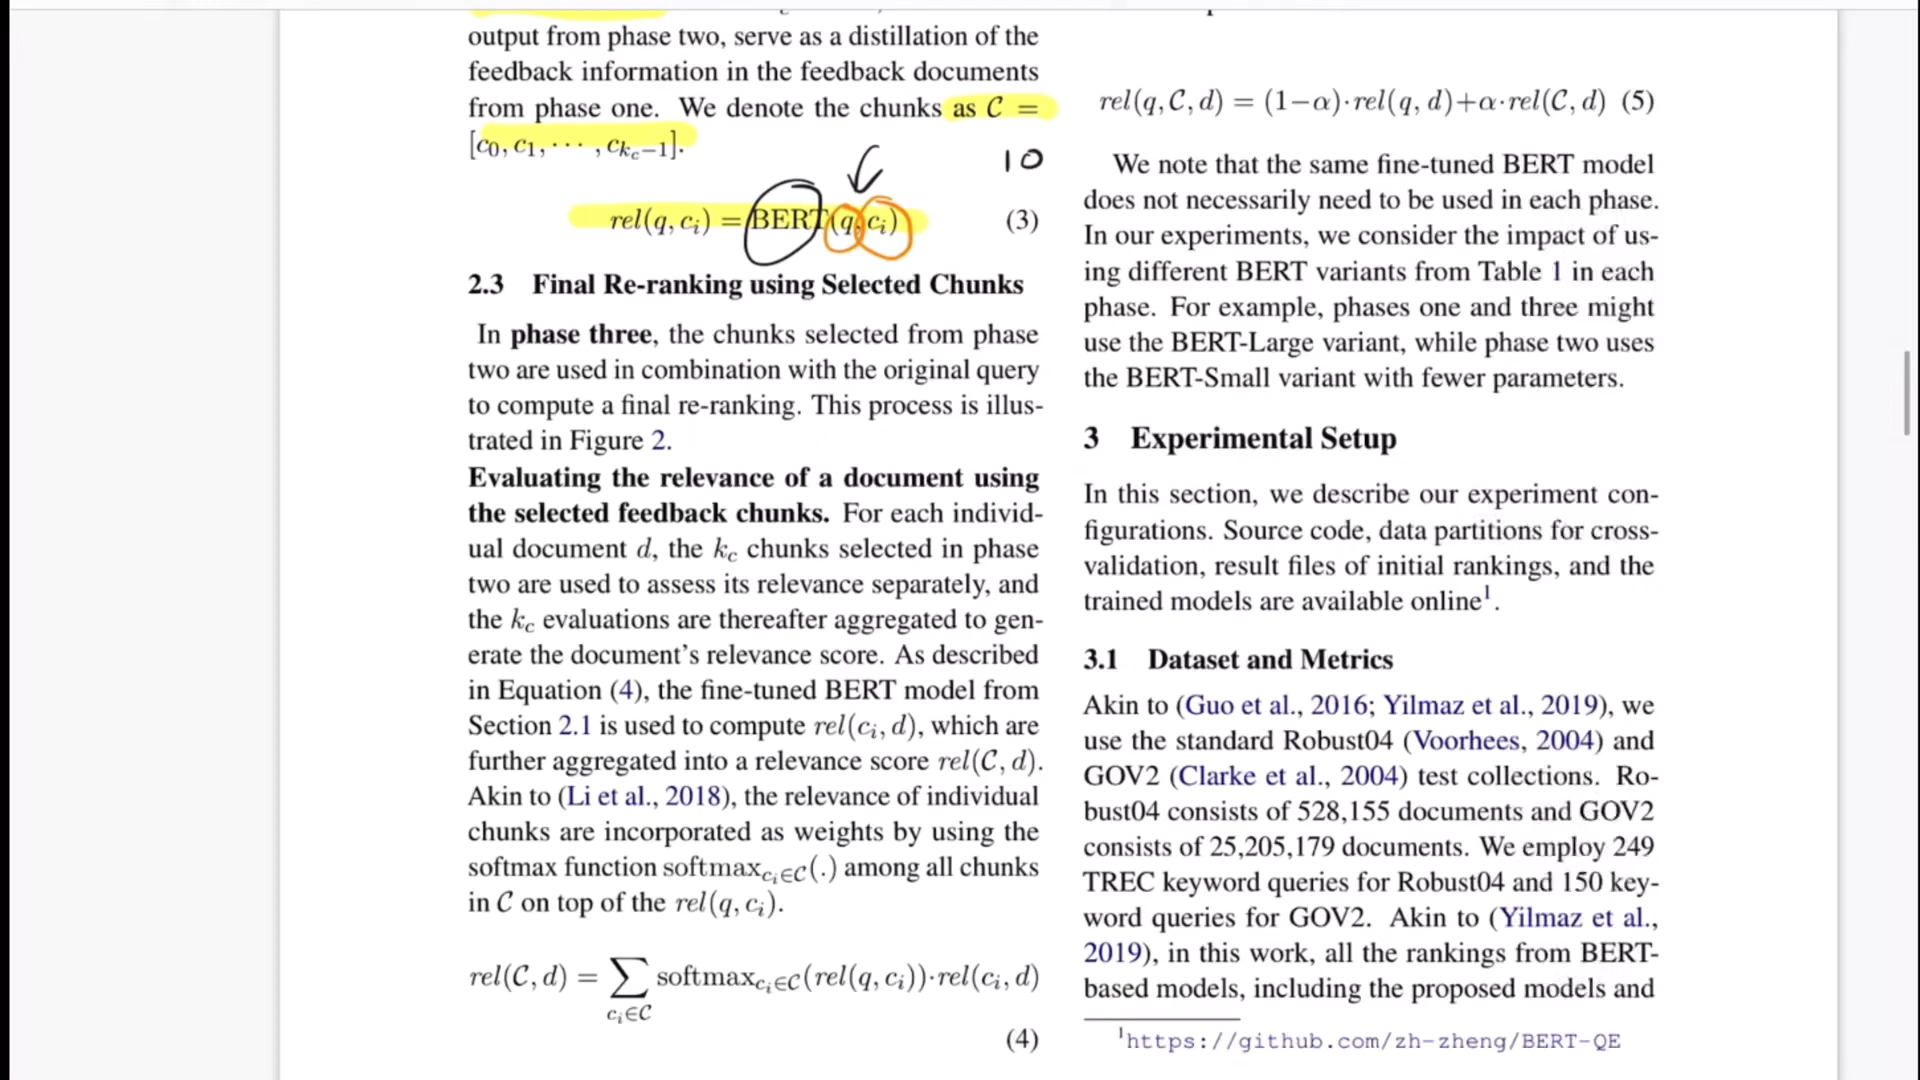 output from phase two, serve as a distillation of the
feedback information in the feedback documents
from phase one. We denote the chunks as C =
[c₀, c₁, ⋯ , c_{k_c−1}].
10
rel(q, cᵢ) = BERT(q, cᵢ) (3)
2.3 Final Re-ranking using Selected Chunks
In phase three, the chunks selected from phase
two are used in combination with the original query
to compute a final re-ranking. This process is illus-
trated in Figure 2.
Evaluating the relevance of a document using
the selected feedback chunks. For each individ-
ual document d, the k_c chunks selected in phase
two are used to assess its relevance separately, and
the k_c evaluations are thereafter aggregated to gen-
erate the document's relevance score. As described
in Equation (4), the fine-tuned BERT model from
Section 2.1 is used to compute rel(cᵢ, d), which are
further aggregated into a relevance score rel(C, d).
Akin to (Li et al., 2018), the relevance of individual
chunks are incorporated as weights by using the
softmax function softmax_{cᵢ∈C}(.) among all chunks
in C on top of the rel(q, cᵢ).
rel(C, d) = ∑_{cᵢ∈C} softmax_{cᵢ∈C}(rel(q, cᵢ))·rel(cᵢ, d)
(4)
rel(q, C, d) = (1−α)·rel(q, d)+α·rel(C, d) (5)
We note that the same fine-tuned BERT model
does not necessarily need to be used in each phase.
In our experiments, we consider the impact of us-
ing different BERT variants from Table 1 in each
phase. For example, phases one and three might
use the BERT-Large variant, while phase two uses
the BERT-Small variant with fewer parameters.
3 Experimental Setup
In this section, we describe our experiment con-
figurations. Source code, data partitions for cross-
validation, result files of initial rankings, and the
trained models are available online¹.
3.1 Dataset and Metrics
Akin to (Guo et al., 2016; Yilmaz et al., 2019), we
use the standard Robust04 (Voorhees, 2004) and
GOV2 (Clarke et al., 2004) test collections. Ro-
bust04 consists of 528,155 documents and GOV2
consists of 25,205,179 documents. We employ 249
TREC keyword queries for Robust04 and 150 key-
word queries for GOV2. Akin to (Yilmaz et al.,
2019), in this work, all the rankings from BERT-
based models, including the proposed models and
¹https://github.com/zh-zheng/BERT-QE